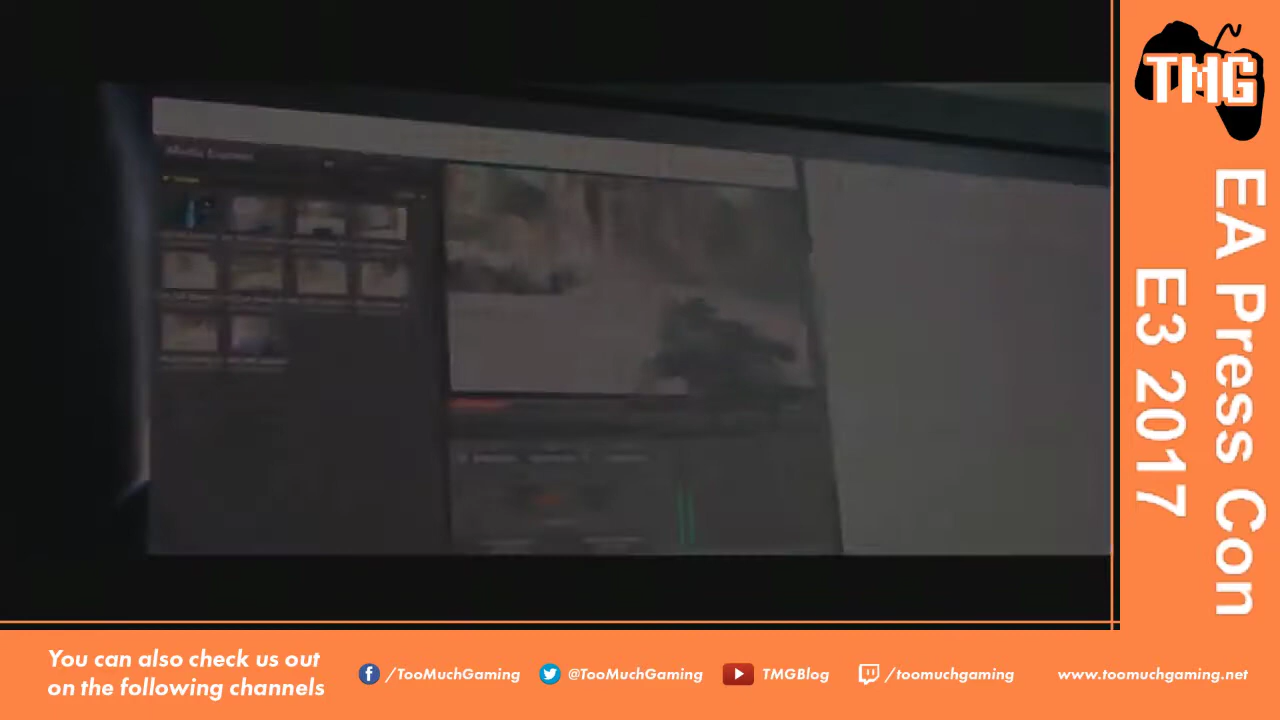 TMG
EA Press Con
E3 2017
You can also check us out
on the following channels
/TooMuchGaming
@TooMuchGaming
TMGBlog
/toomuchgaming
www.toomuchgaming.net